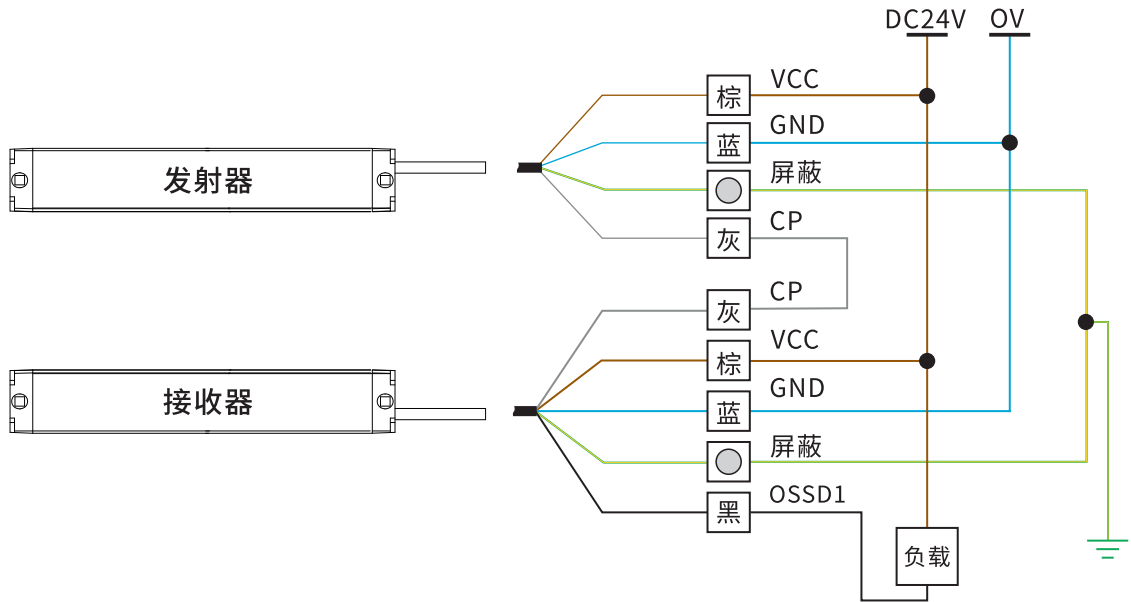 DC24V OV
棕 VCC
蓝 GND
发射器
屏蔽
灰 CP
灰 CP
棕 VCC
接收器
蓝 GND
屏蔽
黑 OSSD1
负载